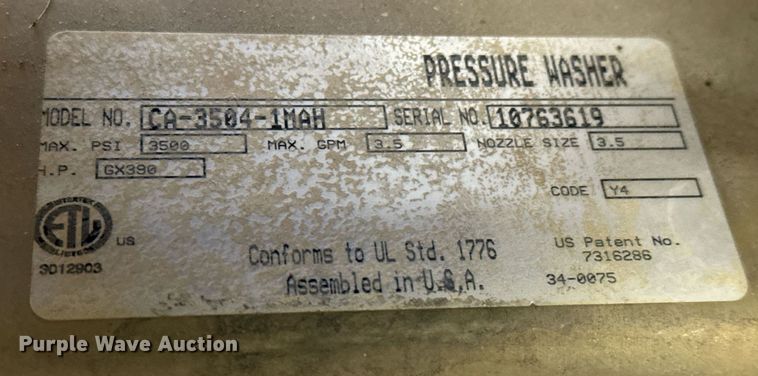 PRESSURE WASHER
MODEL NO. CA-3504-1MAH SERIAL NO. 10763619
MAX. PSI 3500 MAX. GPM 3.5 NOZZLE SIZE 3.5
H.P. GX390
CODE Y4
ETL US
Conforms to UL Std. 1776 US Patent No.
3012903 7316286
Assembled in U.S.A. 34-0075
Purple Wave Auction